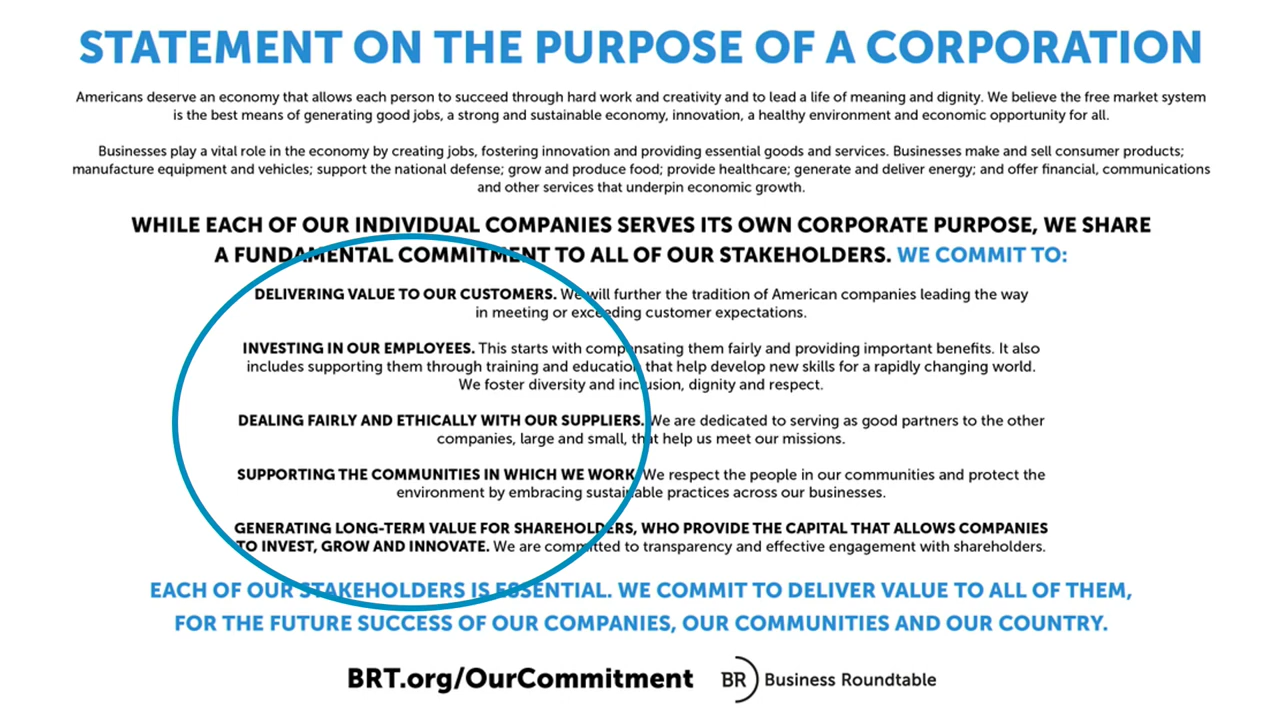 STATEMENT ON THE PURPOSE OF A CORPORATION
Americans deserve an economy that allows each person to succeed through hard work and creativity and to lead a life of meaning and dignity. We believe the free market system
is the best means of generating good jobs, a strong and sustainable economy, innovation, a healthy environment and economic opportunity for all.
Businesses play a vital role in the economy by creating jobs, fostering innovation and providing essential goods and services. Businesses make and sell consumer products;
manufacture equipment and vehicles; support the national defense; grow and produce food; provide healthcare; generate and deliver energy; and offer financial, communications
and other services that underpin economic growth.
WHILE EACH OF OUR INDIVIDUAL COMPANIES SERVES ITS OWN CORPORATE PURPOSE, WE SHARE
A FUNDAMENTAL COMMITMENT TO ALL OF OUR STAKEHOLDERS. WE COMMIT TO:
DELIVERING VALUE TO OUR CUSTOMERS. We will further the tradition of American companies leading the way
in meeting or exceeding customer expectations.
INVESTING IN OUR EMPLOYEES. This starts with compensating them fairly and providing important benefits. It also
includes supporting them through training and education that help develop new skills for a rapidly changing world.
We foster diversity and inclusion, dignity and respect.
DEALING FAIRLY AND ETHICALLY WITH OUR SUPPLIERS. We are dedicated to serving as good partners to the other
companies, large and small, that help us meet our missions.
SUPPORTING THE COMMUNITIES IN WHICH WE WORK. We respect the people in our communities and protect the
environment by embracing sustainable practices across our businesses.
GENERATING LONG-TERM VALUE FOR SHAREHOLDERS, WHO PROVIDE THE CAPITAL THAT ALLOWS COMPANIES
TO INVEST, GROW AND INNOVATE. We are committed to transparency and effective engagement with shareholders.
EACH OF OUR STAKEHOLDERS IS ESSENTIAL. WE COMMIT TO DELIVER VALUE TO ALL OF THEM,
FOR THE FUTURE SUCCESS OF OUR COMPANIES, OUR COMMUNITIES AND OUR COUNTRY.
BRT.org/OurCommitment BR Business Roundtable